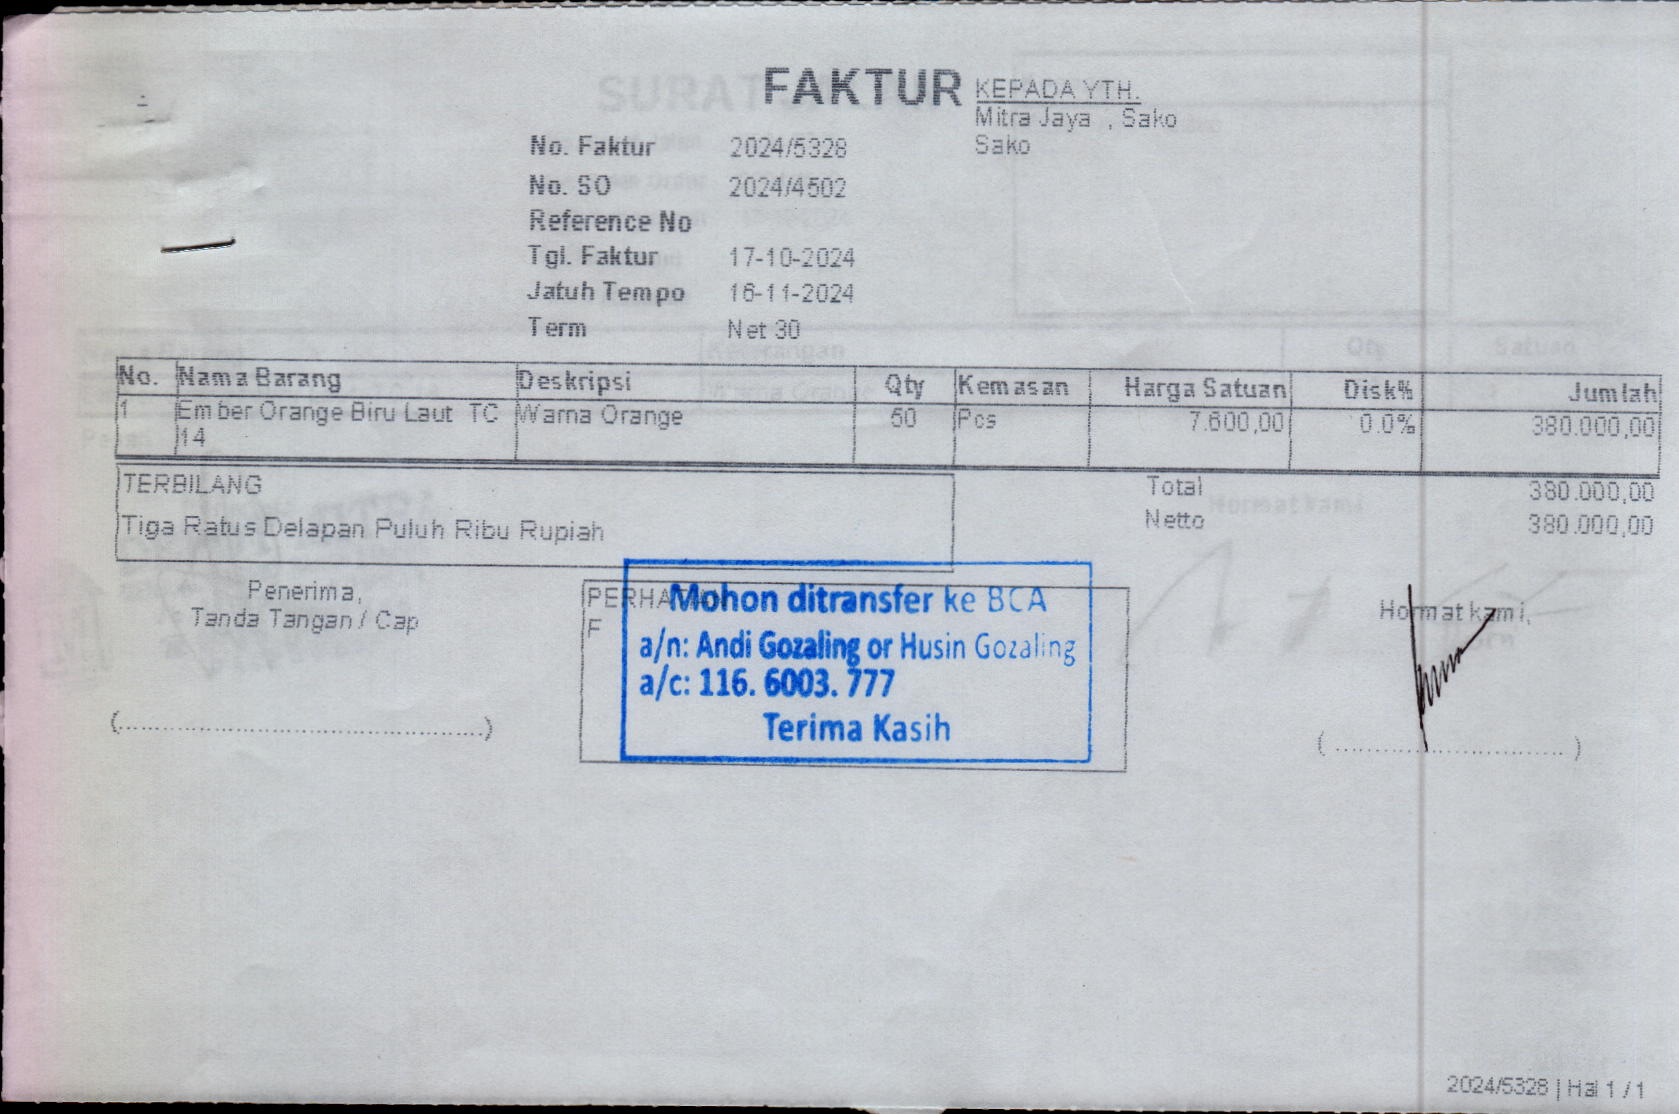 FAKTUR
KEPADA YTH.
Mitra Jaya , Sako
Sako
No. Faktur 2024/5328
No. SO 2024/4502
Reference No
Tgl. Faktur 17-10-2024
Jatuh Tempo 16-11-2024
Term Net 30
No. Nama Barang Deskripsi Qty Kemasan Harga Satuan Disk% Jumlah
1 Ember Orange Biru Laut TC Warna Orange 50 Pcs 7.600,00 0.0% 380.000,00
14
TERBILANG
Tiga Ratus Delapan Puluh Ribu Rupiah
Total 380.000,00
Netto 380.000,00
Penerima,
Tanda Tangan / Cap
(................................................)
F
Mohon ditransfer ke BCA
a/n: Andi Gozaling or Husin Gozaling
a/c: 116. 6003. 777
Terima Kasih
Hormat kami,
( .............................. )
2024/5328 | Hal 1 / 1